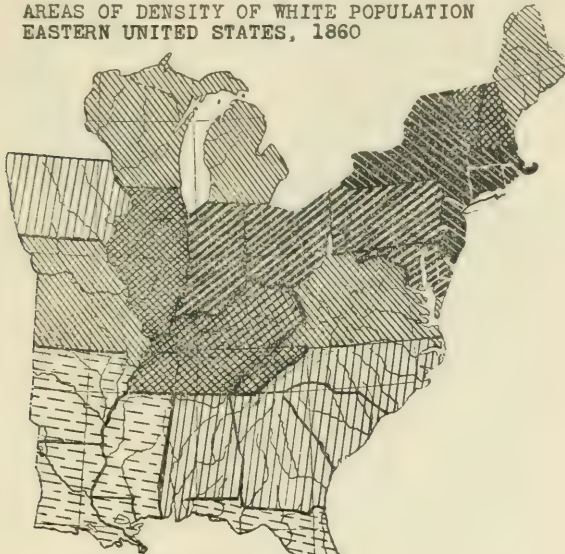 AREAS OF DENSITY OF WHITE POPULATION
EASTERN UNITED STATES, 1860